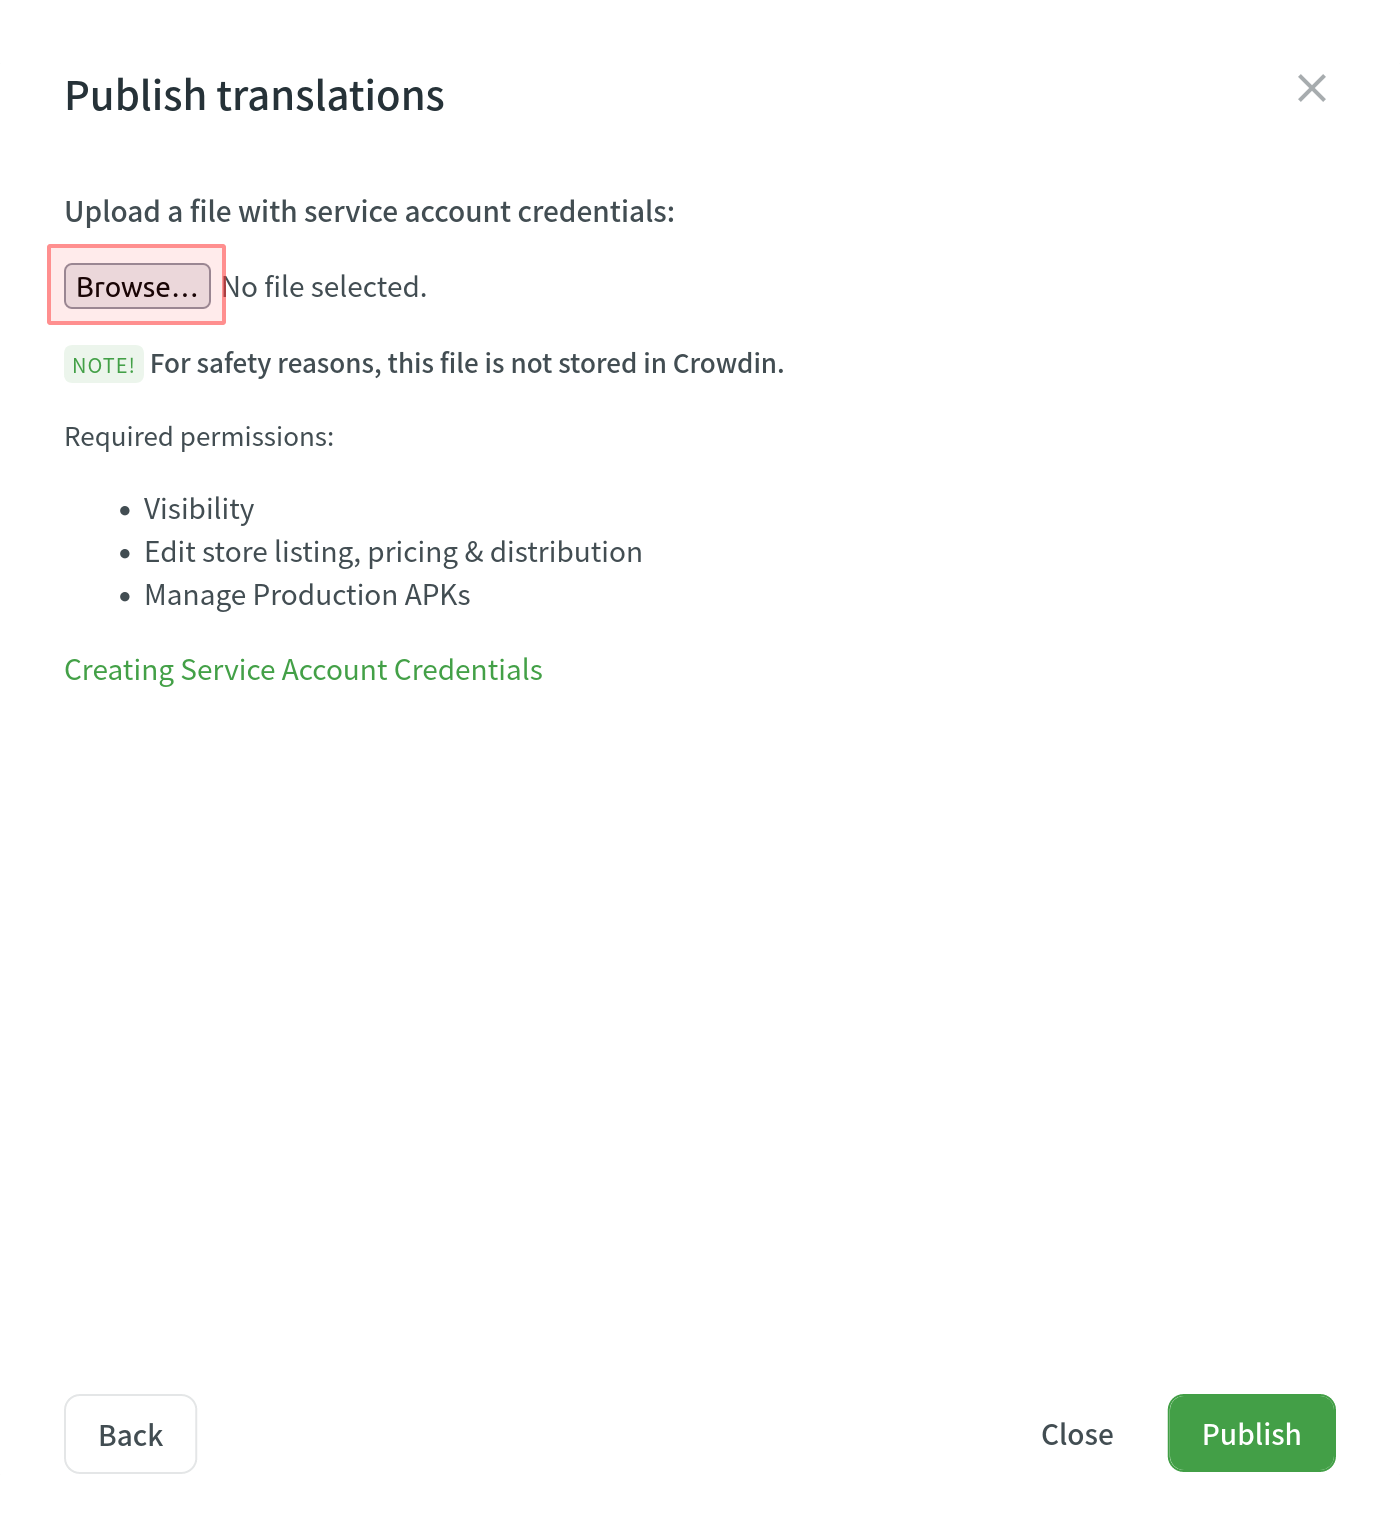 Publish translations
Upload a file with service account credentials:
Browse... No file selected.
NOTE! For safety reasons, this file is not stored in Crowdin.
Required permissions:
• Visibility
• Edit store listing, pricing & distribution
• Manage Production APKs
Creating Service Account Credentials
Back Close Publish